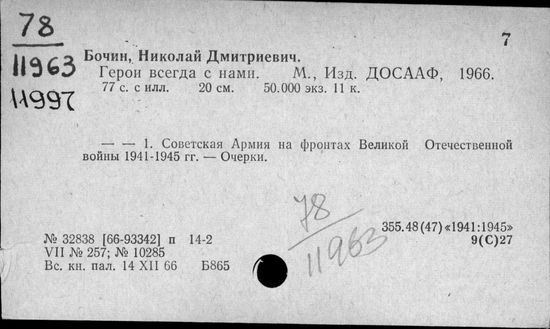 78
7
Бочин, Николай Дмитриевич.
11963
Герои всегда с нами. М., Изд. ДОСААФ, 1966.
77 с. с илл. 20 см. 50.000 экз. 11 к.
11997
— — 1. Советская Армия на фронтах Великой Отечественной
войны 1941-1945 гг. — Очерки.
78
11963
355.48(47)«1941:1945»
№ 32838 [66-93342] п 14-2
9(С)27
VII № 257; № 10285
Вс. кн. пал. 14 XII 66 Б865